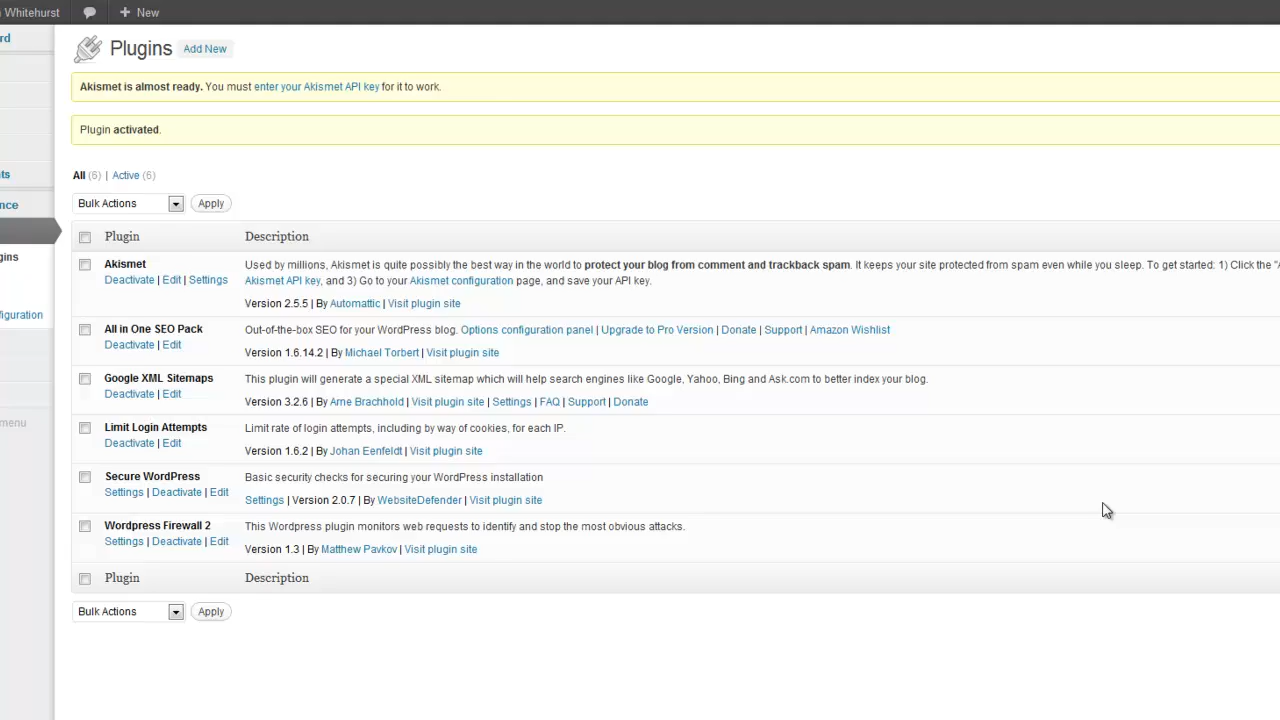 Whitehurst New
Plugins Add New
Akismet is almost ready. You must enter your Akismet API key for it to work.
Plugin activated.
All (6) | Active (6)
Bulk Actions Apply
Plugin Description
Akismet
Deactivate | Edit | Settings
Used by millions, Akismet is quite possibly the best way in the world to protect your blog from comment and trackback spam. It keeps your site protected from spam even while you sleep. To get started: 1) Click the
Akismet API key, and 3) Go to your Akismet configuration page, and save your API key.
Version 2.5.5 | By Automattic | Visit plugin site
All in One SEO Pack
Deactivate | Edit
Out-of-the-box SEO for your WordPress blog. Options configuration panel | Upgrade to Pro Version | Donate | Support | Amazon Wishlist
Version 1.6.14.2 | By Michael Torbert | Visit plugin site
Google XML Sitemaps
Deactivate | Edit
This plugin will generate a special XML sitemap which will help search engines like Google, Yahoo, Bing and Ask.com to better index your blog.
Version 3.2.6 | By Arne Brachhold | Visit plugin site | Settings | FAQ | Support | Donate
Limit Login Attempts
Deactivate | Edit
Limit rate of login attempts, including by way of cookies, for each IP.
Version 1.6.2 | By Johan Eenfeldt | Visit plugin site
Secure WordPress
Settings | Deactivate | Edit
Basic security checks for securing your WordPress installation
Settings | Version 2.0.7 | By WebsiteDefender | Visit plugin site
Wordpress Firewall 2
Settings | Deactivate | Edit
This Wordpress plugin monitors web requests to identify and stop the most obvious attacks.
Version 1.3 | By Matthew Pavkov | Visit plugin site
Plugin Description
Bulk Actions Apply
rd
ts
nce
gins
figuration
menu